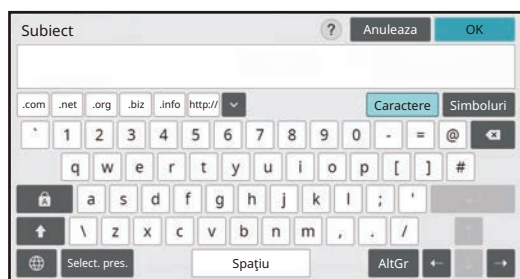 Subiect ? Anuleaza OK
.com .net .org .biz .info http:// Caractere Simboluri
` 1 2 3 4 5 6 7 8 9 0 - = @
q w e r t y u i o p [ ] #
A a s d f g h j k l ; '
\ z x c v b n m , . /
Select. pres. Spațiu AltGr ← →